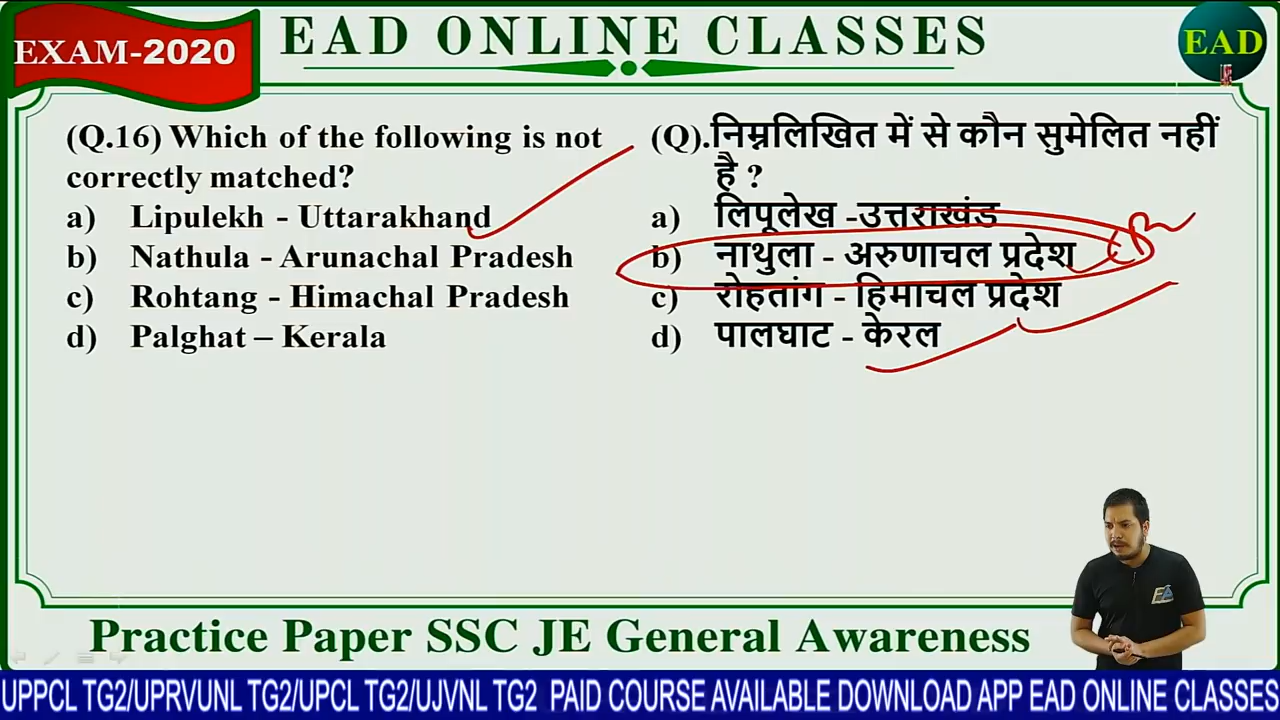 EXAM-2020
EAD ONLINE CLASSES
EAD
(Q.16) Which of the following is not
correctly matched?
a) Lipulekh - Uttarakhand
b) Nathula - Arunachal Pradesh
c) Rohtang - Himachal Pradesh
d) Palghat – Kerala
(Q).निम्नलिखित में से कौन सुमेलित नहीं
है ?
a) लिपूलेख -उत्तराखंड
b) नाथुला - अरुणाचल प्रदेश
c) रोहतांग - हिमाचल प्रदेश
d) पालघाट - केरल
Practice Paper SSC JE General Awareness
UPPCL TG2/UPRVUNL TG2/UPCL TG2/UJVNL TG2 PAID COURSE AVAILABLE DOWNLOAD APP EAD ONLINE CLASSES